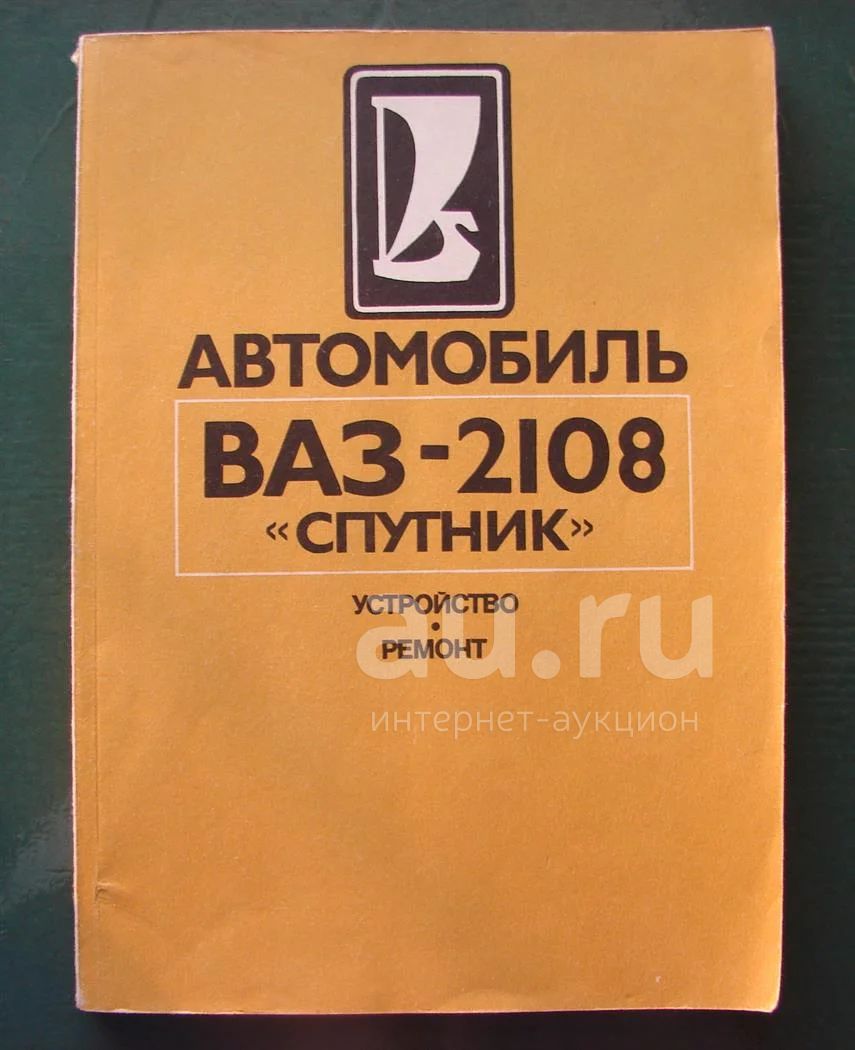 АВТОМОБИЛЬ
ВАЗ-2108
«СПУТНИК»
УСТРОЙСТВО
•
РЕМОНТ
au.ru
интернет-аукцион